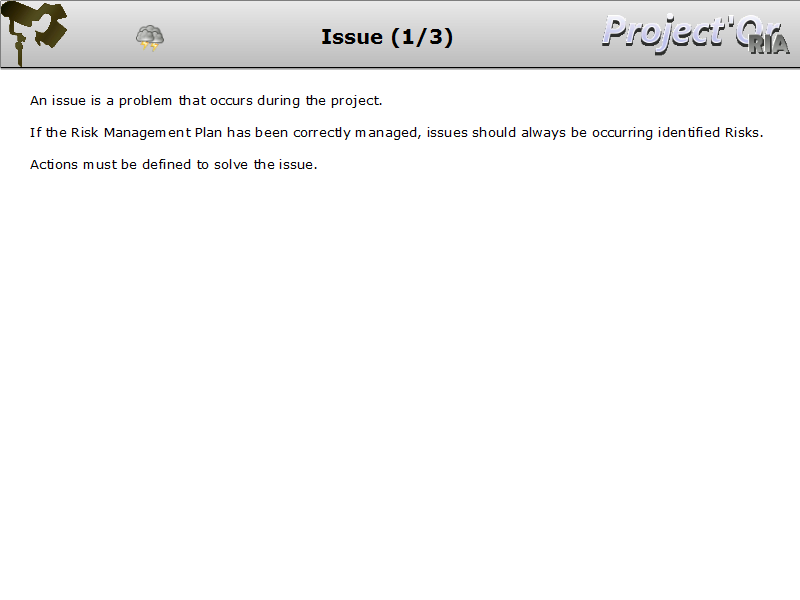 Issue (1/3)
Project'Or
RIA
An issue is a problem that occurs during the project.
If the Risk Management Plan has been correctly managed, issues should always be occurring identified Risks.
Actions must be defined to solve the issue.